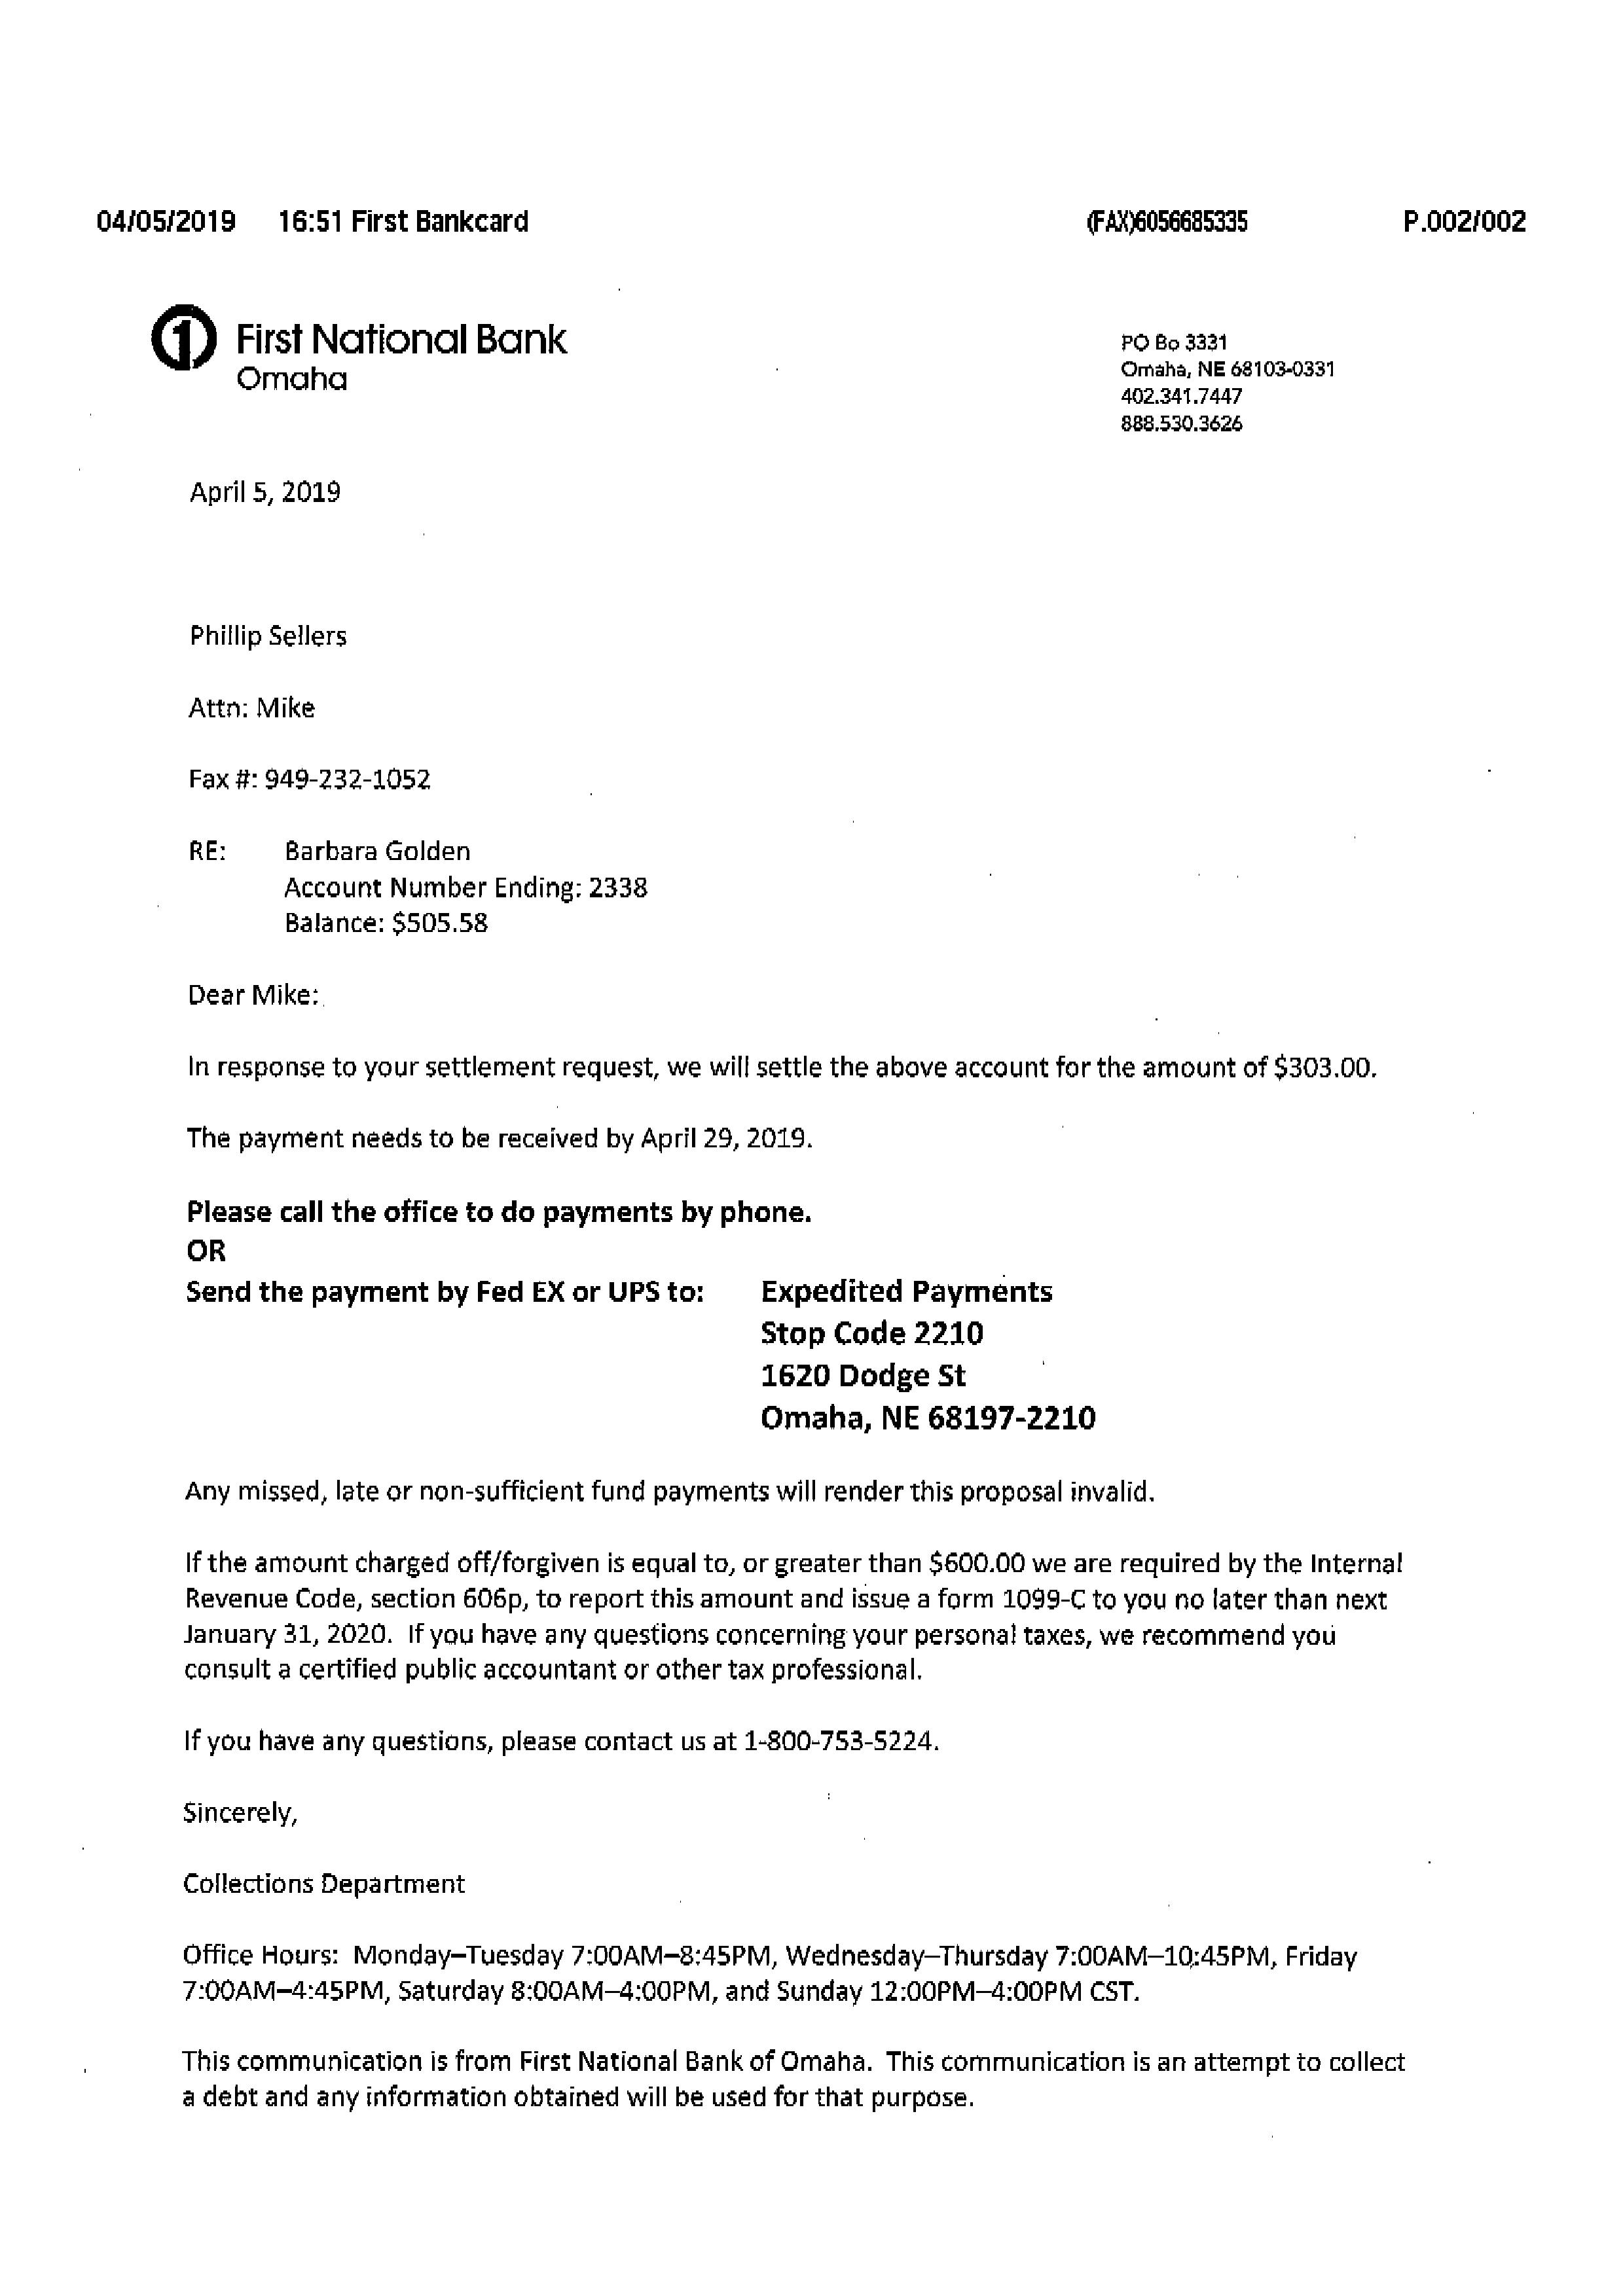 04/05/2019 16:51 First Bankcard (FAX)6056685335 P.002/002
First National Bank
Omaha
PO Bo 3331
Omaha, NE 68103-0331
402.341.7447
888.530.3626
April 5, 2019
Phillip Sellers
Attn: Mike
Fax #: 949-232-1052
RE: Barbara Golden
Account Number Ending: 2338
Balance: $505.58
Dear Mike:
In response to your settlement request, we will settle the above account for the amount of $303.00.
The payment needs to be received by April 29, 2019.
Please call the office to do payments by phone.
OR
Send the payment by Fed EX or UPS to: Expedited Payments
Stop Code 2210
1620 Dodge St
Omaha, NE 68197-2210
Any missed, late or non-sufficient fund payments will render this proposal invalid.
If the amount charged off/forgiven is equal to, or greater than $600.00 we are required by the Internal
Revenue Code, section 606p, to report this amount and issue a form 1099-C to you no later than next
January 31, 2020. If you have any questions concerning your personal taxes, we recommend you
consult a certified public accountant or other tax professional.
If you have any questions, please contact us at 1-800-753-5224.
Sincerely,
Collections Department
Office Hours: Monday–Tuesday 7:00AM–8:45PM, Wednesday–Thursday 7:00AM–10:45PM, Friday
7:00AM–4:45PM, Saturday 8:00AM–4:00PM, and Sunday 12:00PM–4:00PM CST.
This communication is from First National Bank of Omaha. This communication is an attempt to collect
a debt and any information obtained will be used for that purpose.